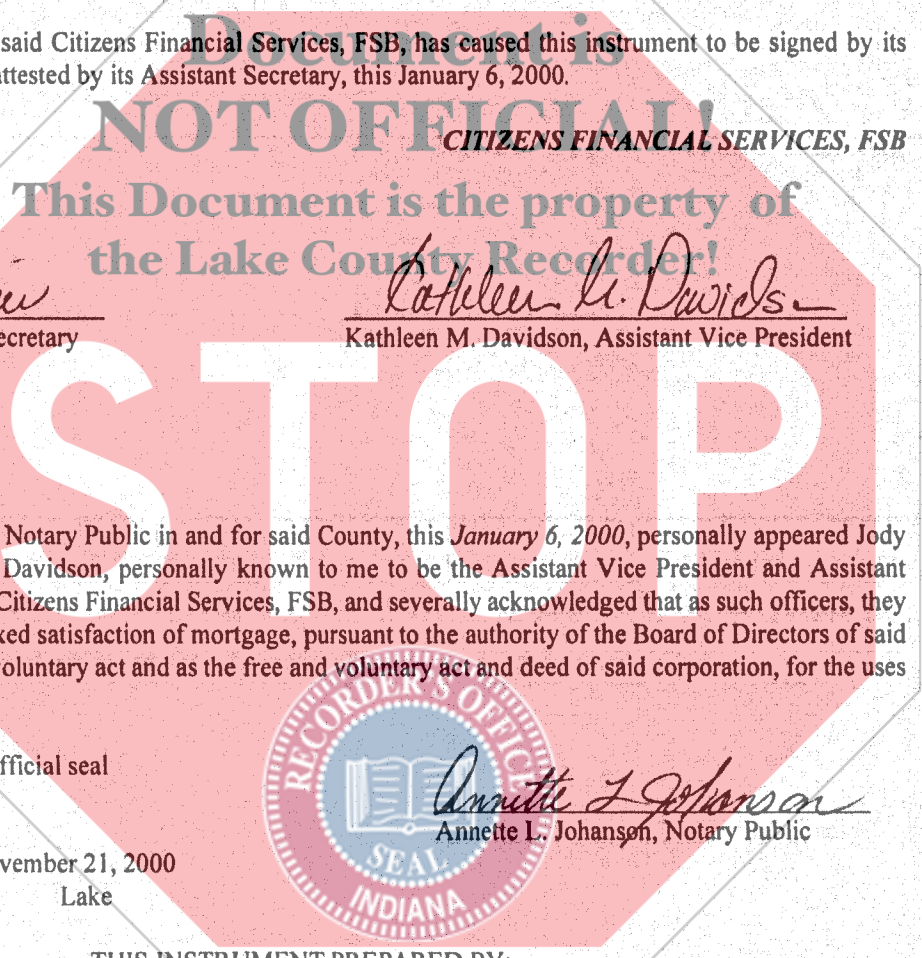 Document is
said Citizens Financial Services, FSB, has caused this instrument to be signed by its
attested by its Assistant Secretary, this January 6, 2000.
NOT OFFICIAL!
CITIZENS FINANCIAL SERVICES, FSB
This Document is the property of
the Lake County Recorder!
Kathleen M. Davidson
ecretary
Kathleen M. Davidson, Assistant Vice President
STOP
Notary Public in and for said County, this January 6, 2000, personally appeared Jody
Davidson, personally known to me to be the Assistant Vice President and Assistant
Citizens Financial Services, FSB, and severally acknowledged that as such officers, they
xed satisfaction of mortgage, pursuant to the authority of the Board of Directors of said
voluntary act and as the free and voluntary act and deed of said corporation, for the uses
RECORDER'S OFFICE
fficial seal
Annette L Johanson
Annette L. Johanson, Notary Public
SEAL
vember 21, 2000
INDIANA
Lake
THIS INSTRUMENT PREPARED BY: